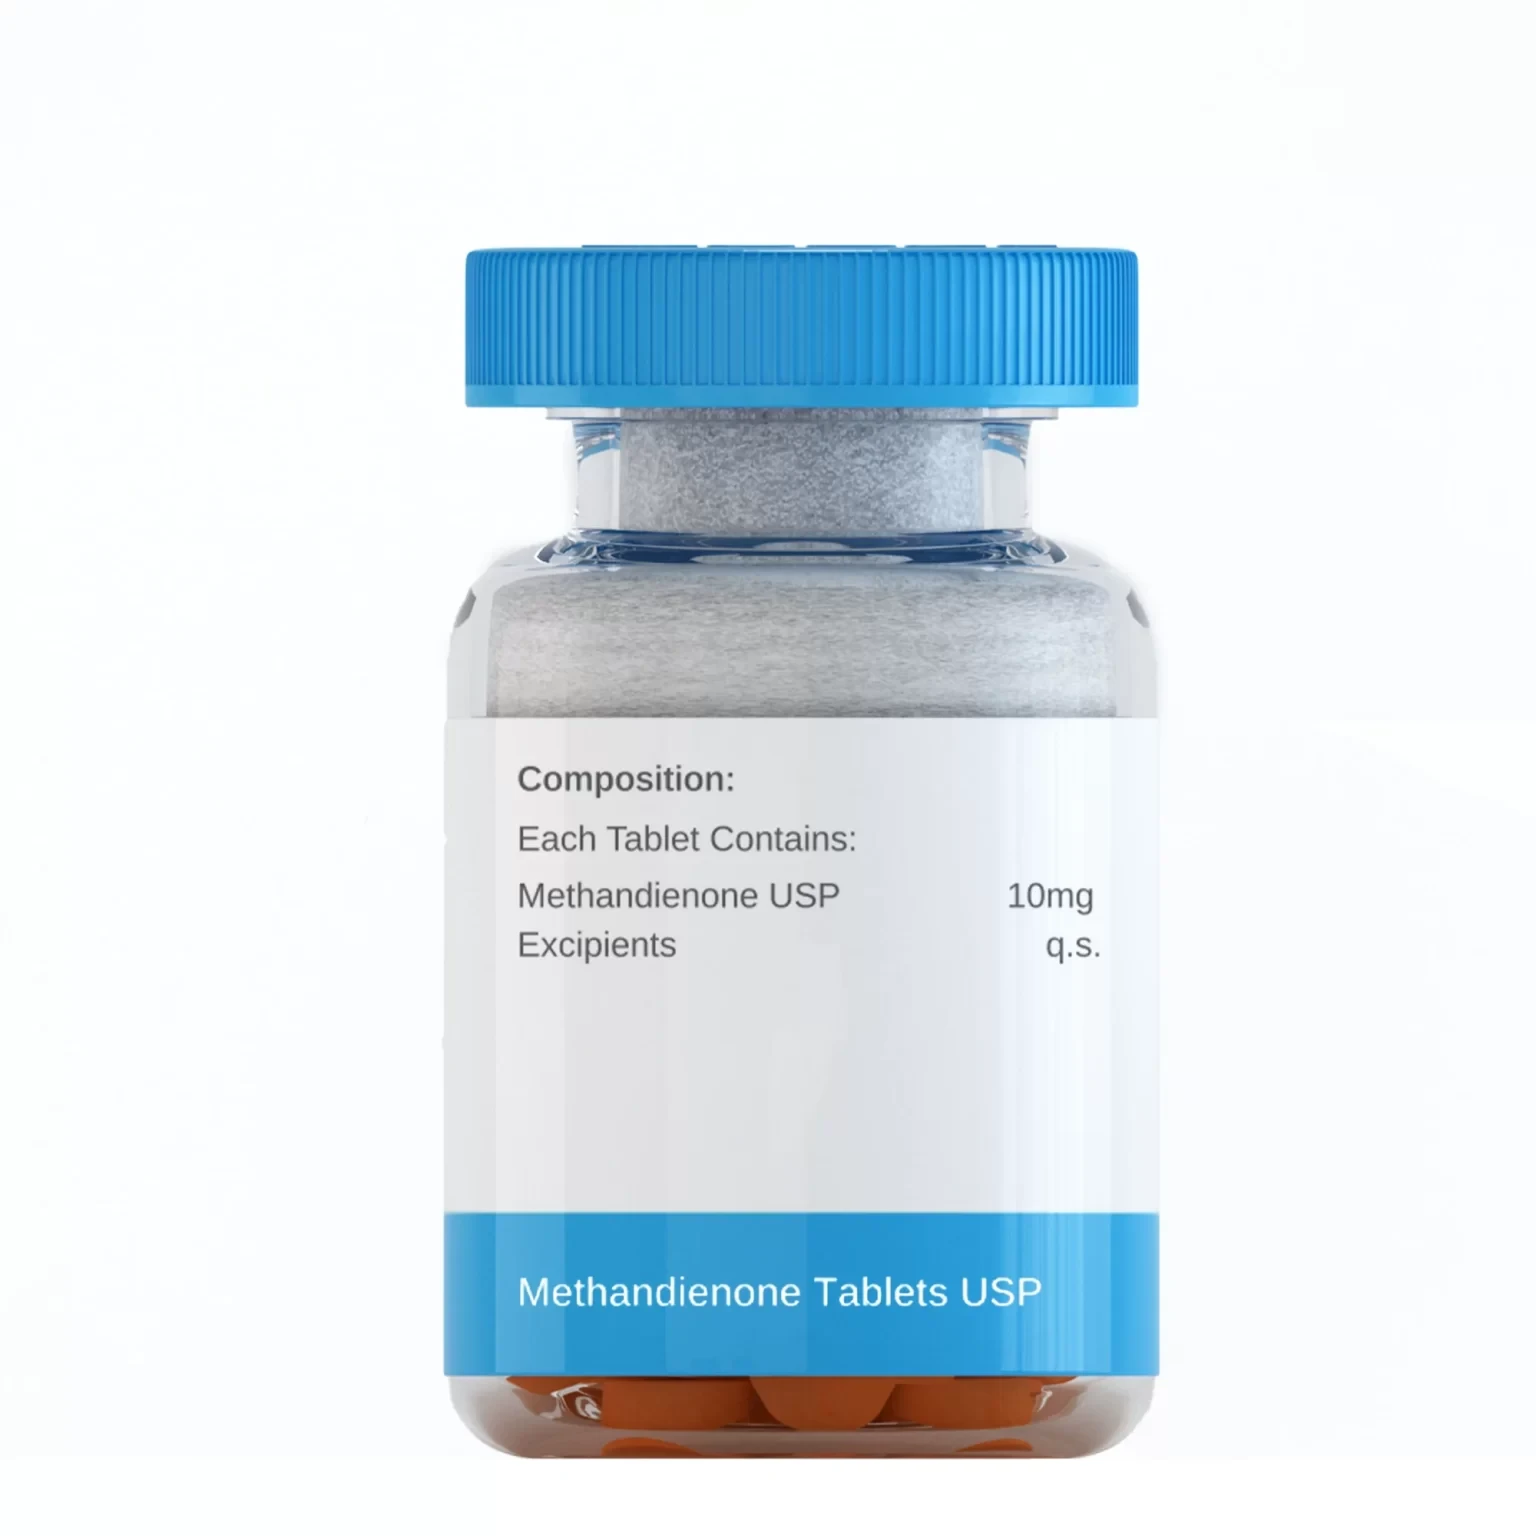 Composition:
Each Tablet Contains:
Methandienone USP 10mg
Excipients q.s.
Methandienone Tablets USP